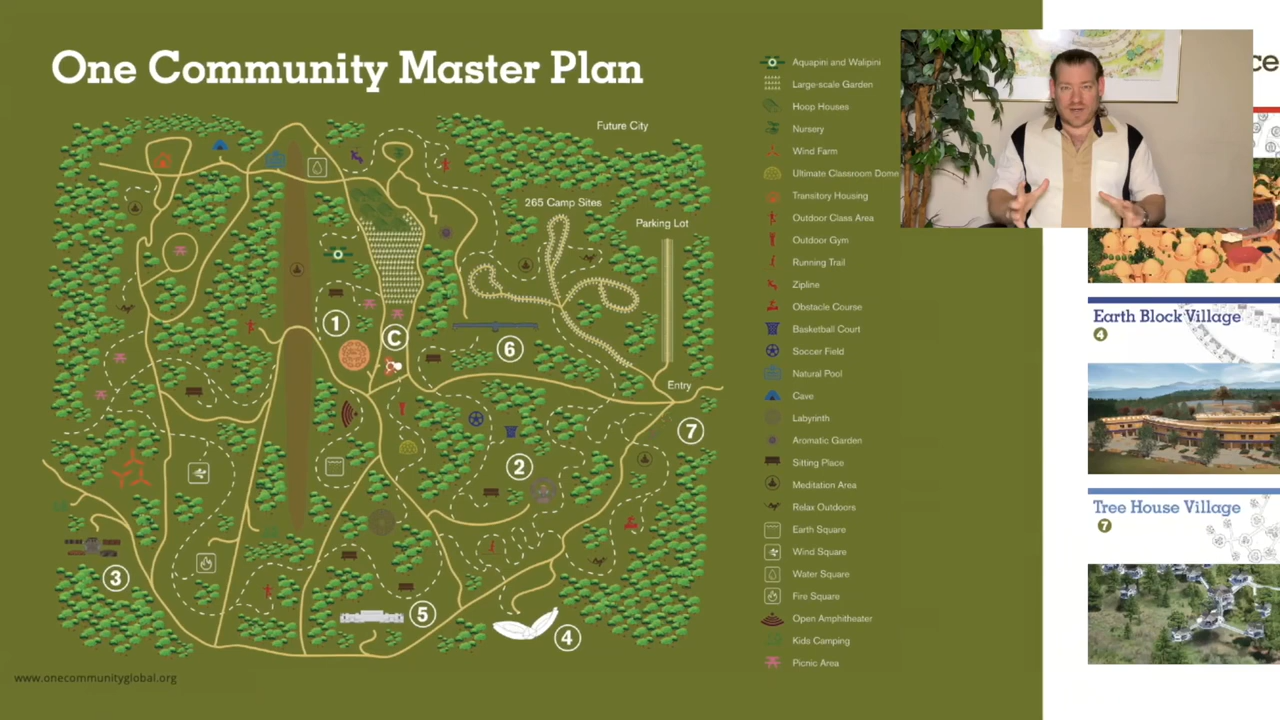 One Community Master Plan
Future City
265 Camp Sites
Parking Lot
1
C
6
Entry
7
2
3
5
4
www.onecommunityglobal.org
Aquapini and Walipini
Large-scale Garden
Hoop Houses
Nursery
Wind Farm
Ultimate Classroom Dome
Transitory Housing
Outdoor Class Area
Outdoor Gym
Running Trail
Zipline
Obstacle Course
Basketball Court
Soccer Field
Natural Pool
Cave
Labyrinth
Aromatic Garden
Sitting Place
Meditation Area
Relax Outdoors
Earth Square
Wind Square
Water Square
Fire Square
Open Amphitheater
Kids Camping
Picnic Area
ce
Earth Block Village
4
Tree House Village
7